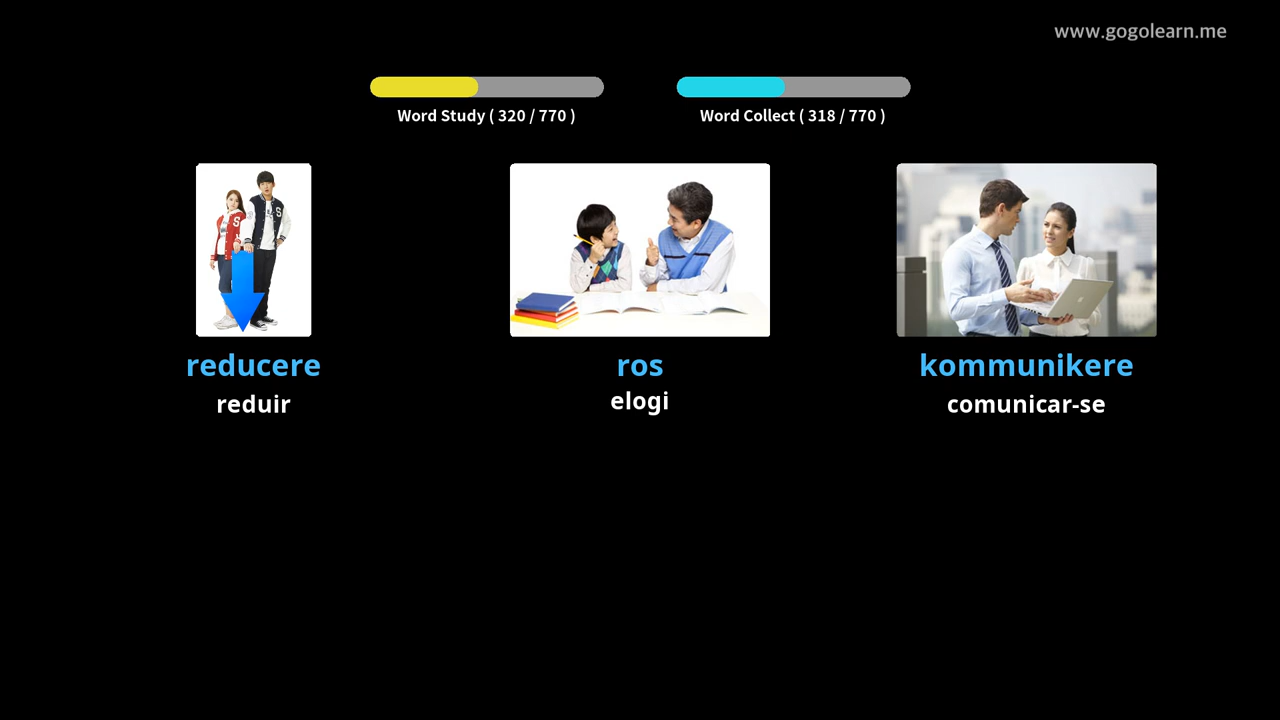 www.gogolearn.me
Word Study ( 320 / 770 )
Word Collect ( 318 / 770 )
reducere
reduir
ros
elogi
kommunikere
comunicar-se